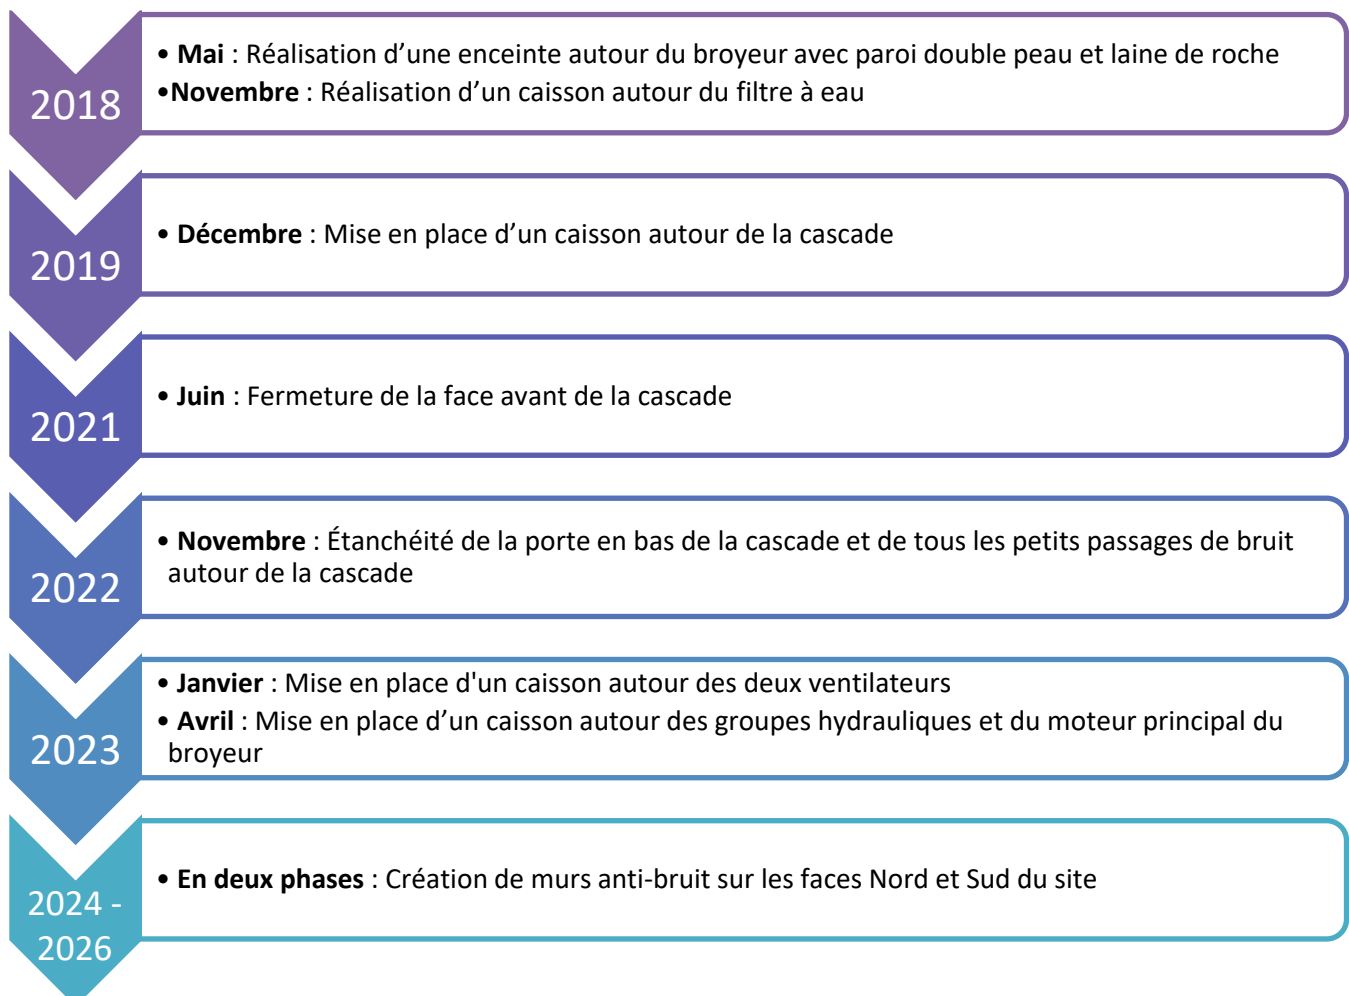 2018
• Mai : Réalisation d’une enceinte autour du broyeur avec paroi double peau et laine de roche
•Novembre : Réalisation d’un caisson autour du filtre à eau
2019
• Décembre : Mise en place d’un caisson autour de la cascade
2021
• Juin : Fermeture de la face avant de la cascade
2022
• Novembre : Étanchéité de la porte en bas de la cascade et de tous les petits passages de bruit
autour de la cascade
2023
• Janvier : Mise en place d'un caisson autour des deux ventilateurs
• Avril : Mise en place d’un caisson autour des groupes hydrauliques et du moteur principal du
broyeur
2024 -
2026
• En deux phases : Création de murs anti-bruit sur les faces Nord et Sud du site